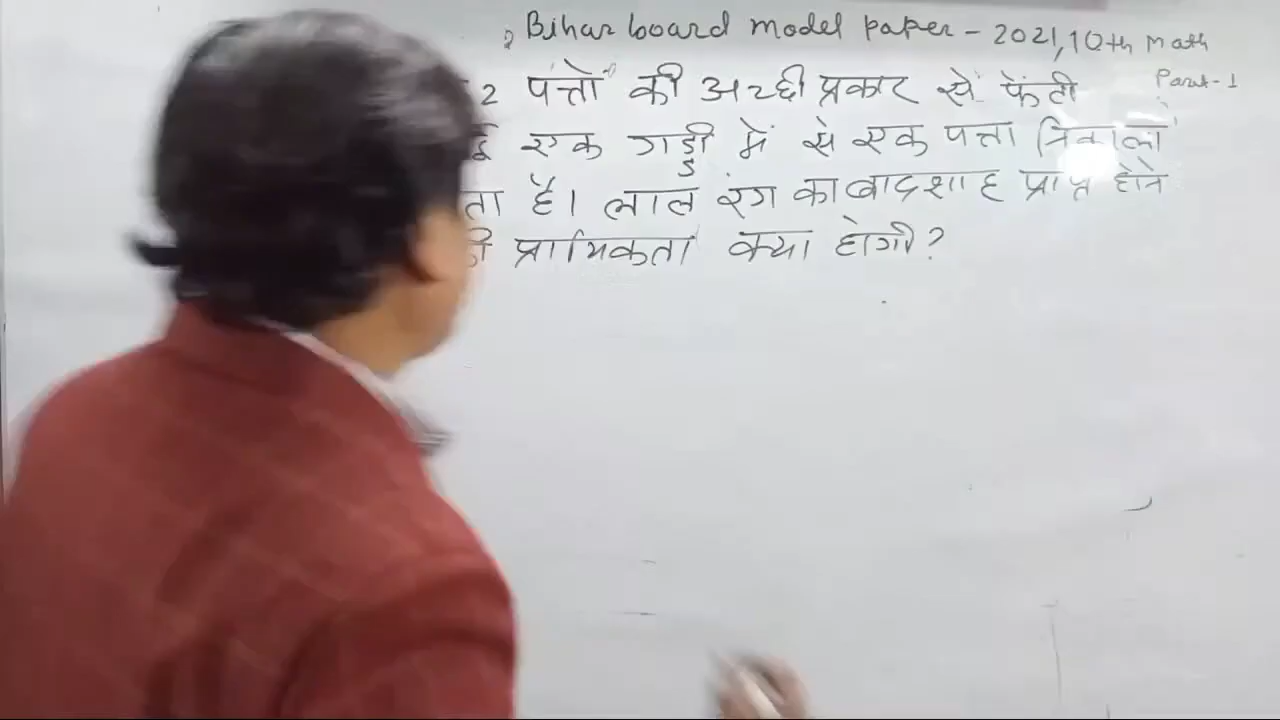 Bihar board model paper - 2021, 10th Math
Part-1
2 पत्तों की अच्छी प्रकार से फेंटी
एक गड्डी में से एक पत्ता निकाला
ता है। लाल रंग का बादशाह प्राप्त होने
प्रायिकता क्या होगी?